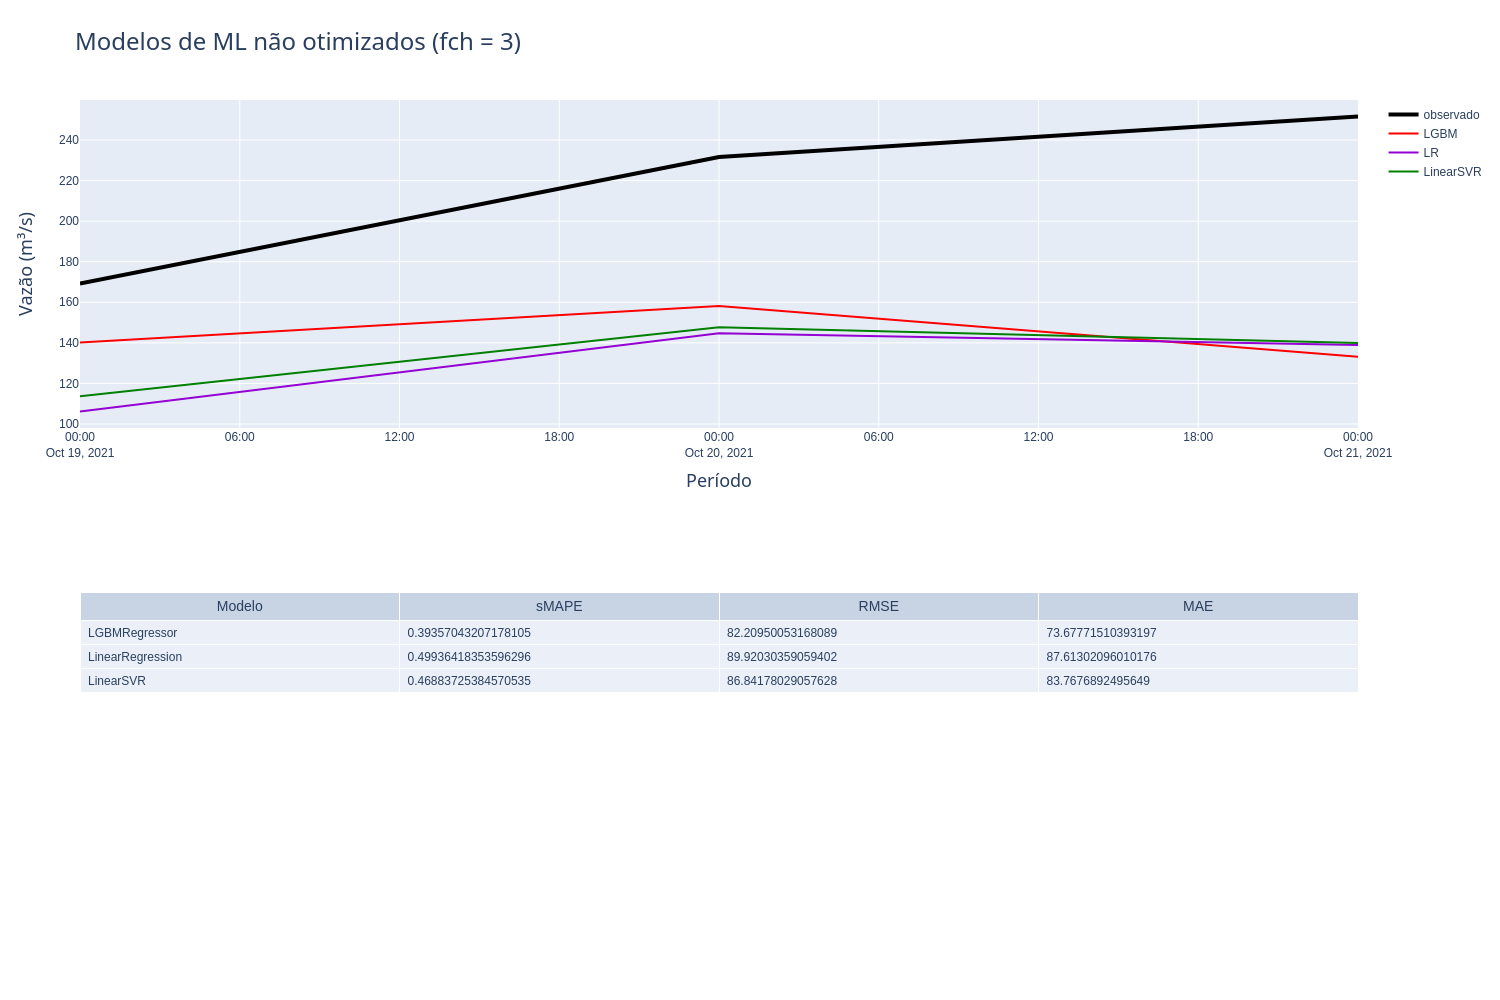 Modelos de ML não otimizados (fch = 3)
observado
LGBM
LR
LinearSVR
Vazão (m³/s)
240
220
200
180
160
140
120
100
00:00 06:00 12:00 18:00 00:00 06:00 12:00 18:00 00:00
Oct 19, 2021 Oct 20, 2021 Oct 21, 2021
Período
Modelo sMAPE RMSE MAE
LGBMRegressor 0.39357043207178105 82.20950053168089 73.67771510393197
LinearRegression 0.49936418353596296 89.92030359059402 87.61302096010176
LinearSVR 0.46883725384570535 86.84178029057628 83.7676892495649